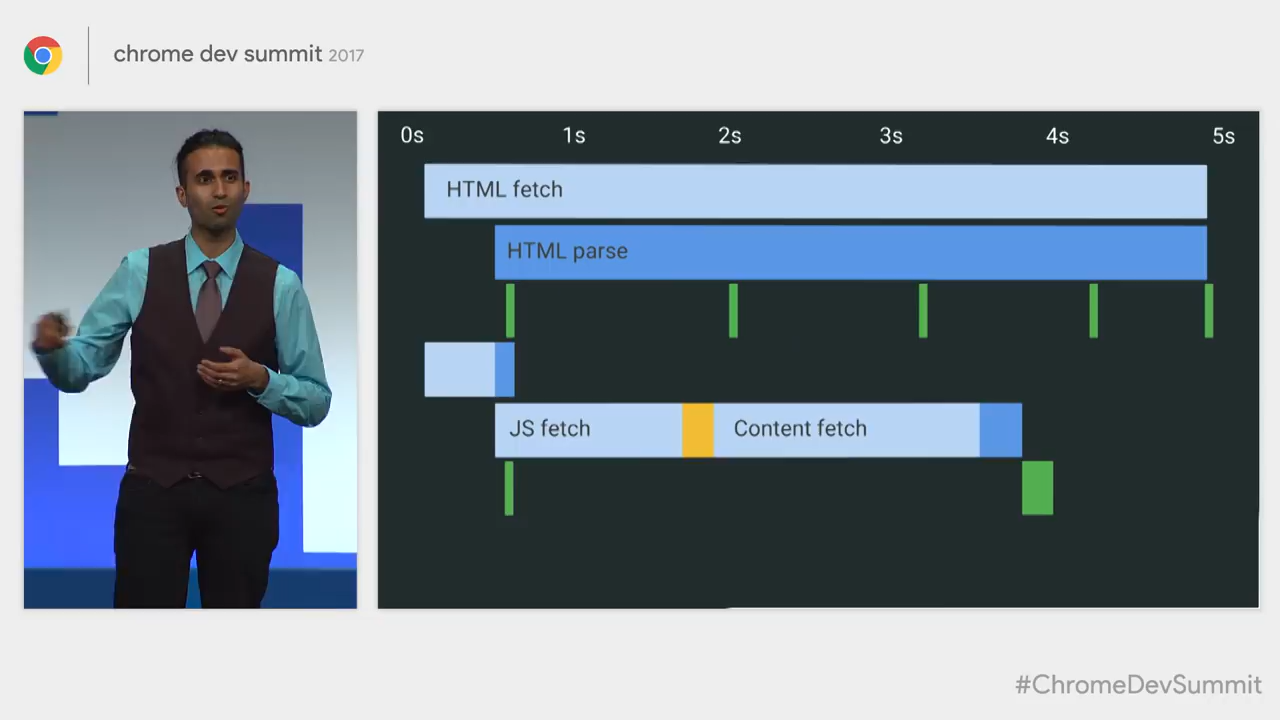 chrome dev summit 2017
0s 1s 2s 3s 4s 5s
HTML fetch
HTML parse
JS fetch Content fetch
#ChromeDevSummit